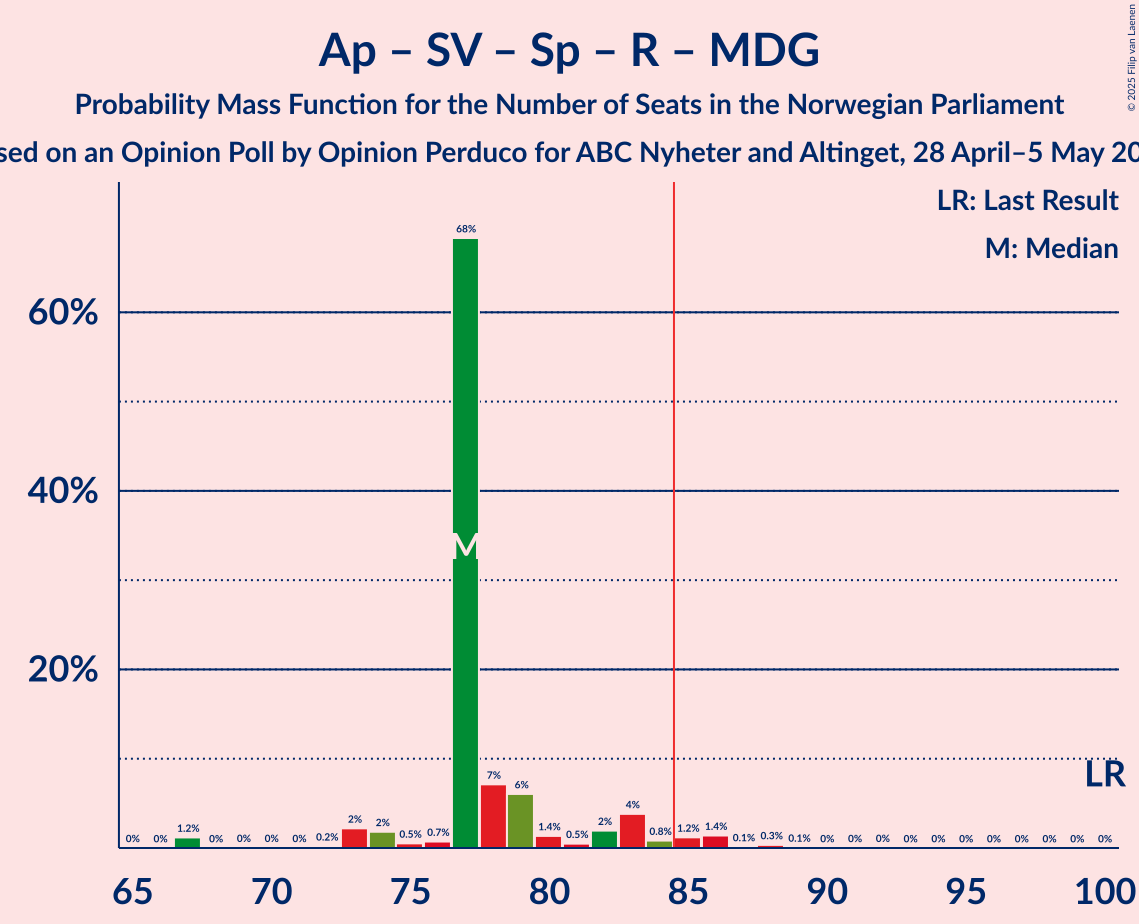 Ap – SV – Sp – R – MDG
Probability Mass Function for the Number of Seats in the Norwegian Parliament
sed on an Opinion Poll by Opinion Perduco for ABC Nyheter and Altinget, 28 April–5 May 20
© 2025 Filip van Laenen
LR: Last Result
M: Median
68%
60%
40%
M
20%
LR
7%
6%
4%
0% 0% 1.2% 0% 0% 0% 0% 0.2% 2% 2% 0.5% 0.7% 1.4% 0.5% 2% 0.8% 1.2% 1.4% 0.1% 0.3% 0.1% 0% 0% 0% 0% 0% 0% 0% 0% 0% 0% 0%
65 70 75 80 85 90 95 100